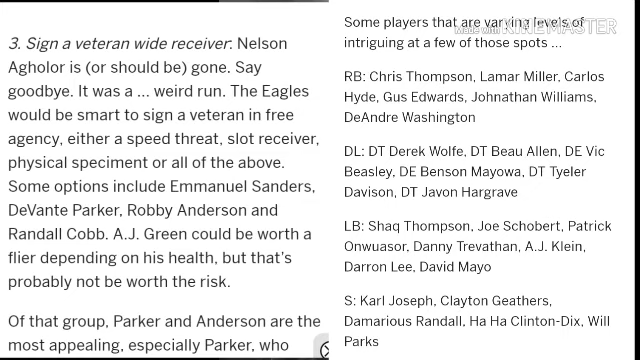 3. Sign a veteran wide receiver: Nelson
Agholor is (or should be) gone. Say
goodbye. It was a ... weird run. The Eagles
would be smart to sign a veteran in free
agency, either a speed threat, slot receiver,
physical speciment or all of the above.
Some options include Emmanuel Sanders,
DeVante Parker, Robby Anderson and
Randall Cobb. A.J. Green could be worth a
flier depending on his health, but that's
probably not be worth the risk.
Of that group, Parker and Anderson are the
most appealing, especially Parker, who
Some players that are varying levels of
intriguing at a few of those spots ...
Made with KINEMASTER
RB: Chris Thompson, Lamar Miller, Carlos
Hyde, Gus Edwards, Johnathan Williams,
DeAndre Washington
DL: DT Derek Wolfe, DT Beau Allen, DE Vic
Beasley, DE Benson Mayowa, DT Tyeler
Davison, DT Javon Hargrave
LB: Shaq Thompson, Joe Schobert, Patrick
Onwuasor, Danny Trevathan, A.J. Klein,
Darron Lee, David Mayo
S: Karl Joseph, Clayton Geathers,
Damarious Randall, Ha Ha Clinton-Dix, Will
Parks